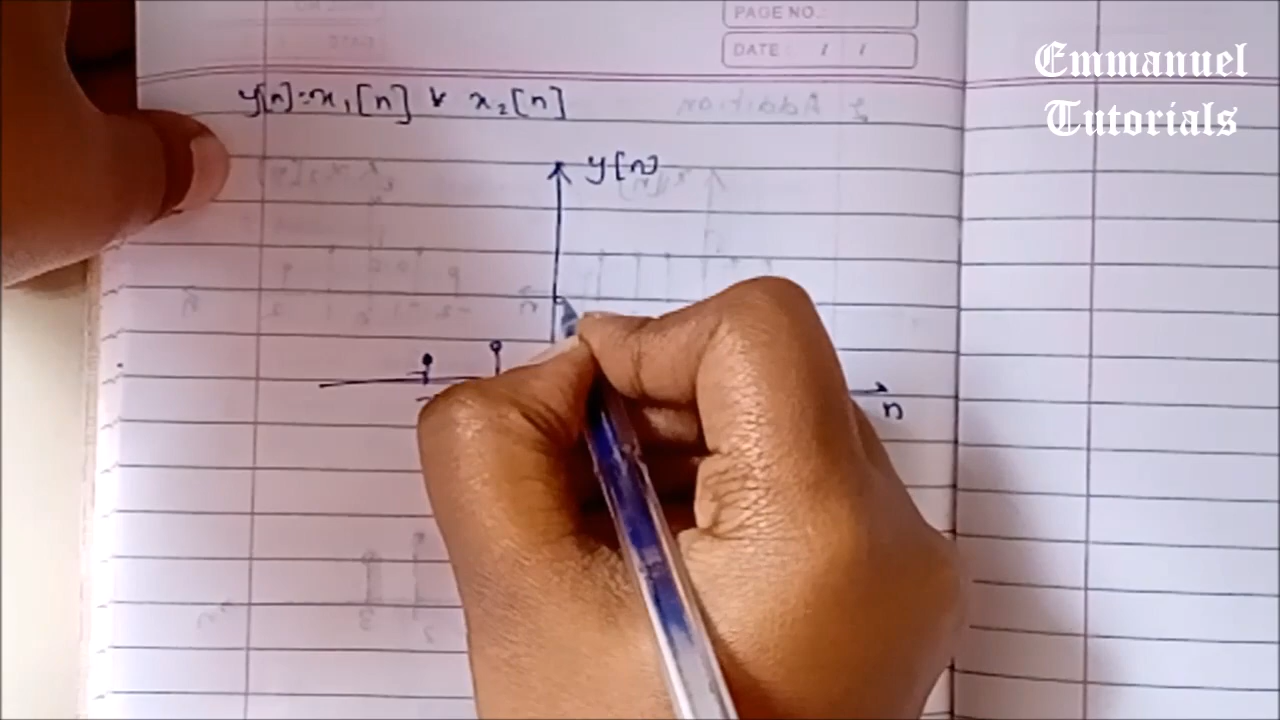 PAGE NO.
DATE : / /
Emmanuel
Tutorials
y[n]=x₁[n] * x₂[n]
y[n]
n